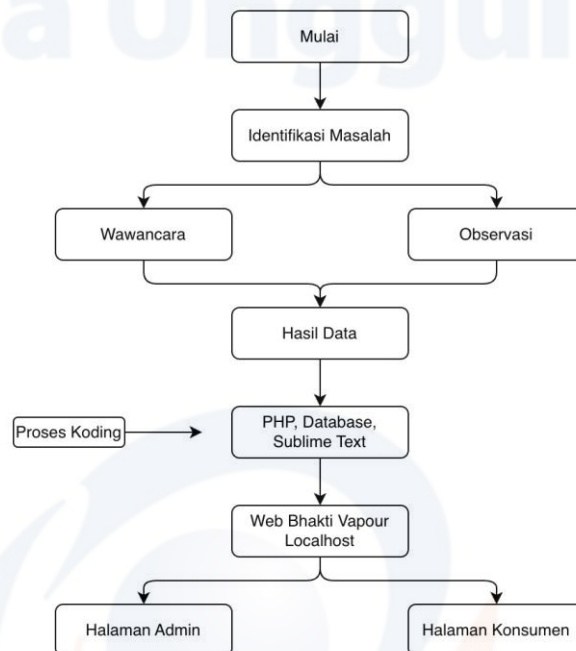 a Unggul
Mulai
Identifikasi Masalah
Wawancara
Observasi
Hasil Data
Proses Koding
PHP, Database,
Sublime Text
Web Bhakti Vapour
Localhost
Halaman Admin
Halaman Konsumen